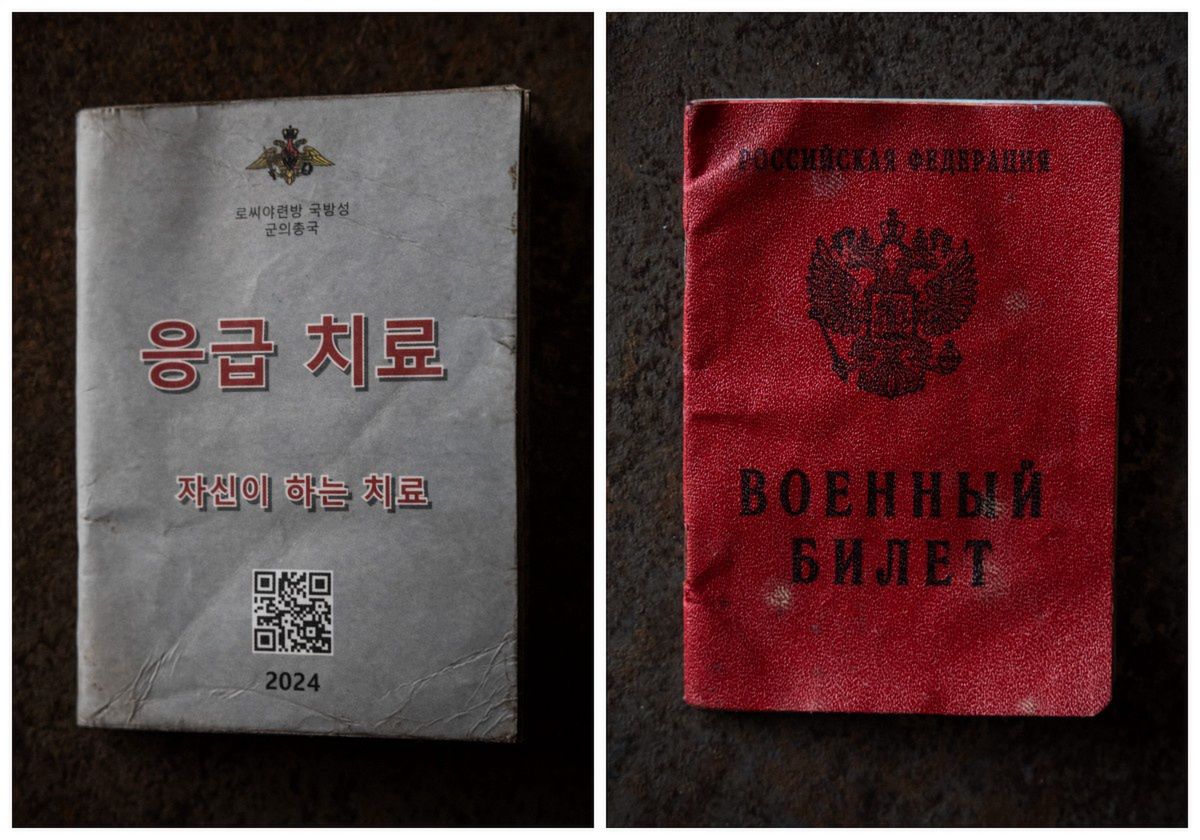 로씨야련방 국방성
군의총국
응급 치료
자신이 하는 치료
2024
РОССИЙСКАЯ ФЕДЕРАЦИЯ
ВОЕННЫЙ
БИЛЕТ